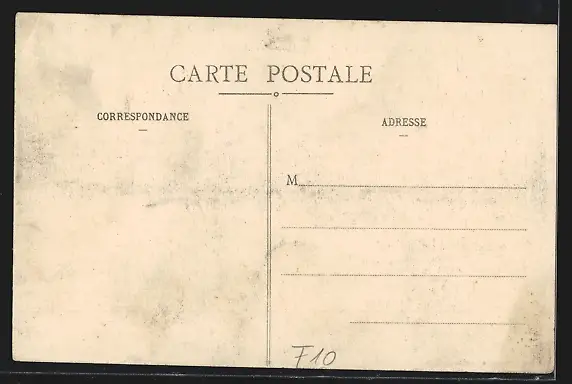 CARTE POSTALE
CORRESPONDANCE
ADRESSE
M
F10